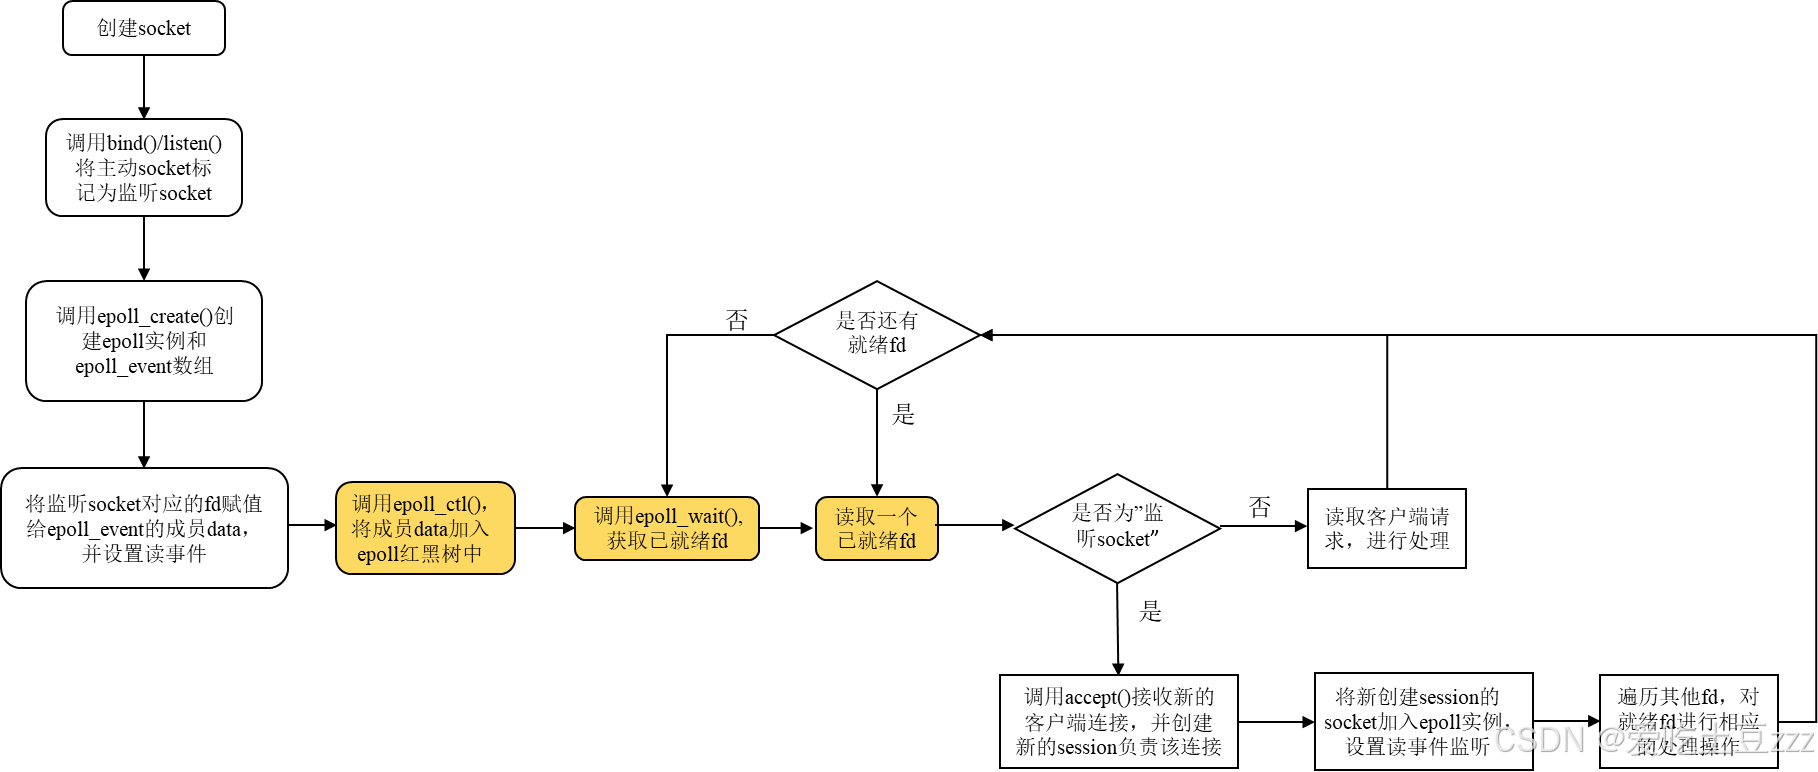 创建socket
调用bind()/listen()
将主动socket标
记为监听socket
调用epoll_create()创
建epoll实例和
epoll_event数组
将监听socket对应的fd赋值
给epoll_event的成员data，
并设置读事件
调用epoll_ctl()，
将成员data加入
epoll红黑树中
调用epoll_wait(),
获取已就绪fd
读取一个
已就绪fd
是否还有
就绪fd
否
是
是否为”监
听socket”
否
是
读取客户端请
求，进行处理
调用accept()接收新的
客户端连接，并创建
新的session负责该连接
将新创建session的
socket加入epoll实例，
设置读事件监听
遍历其他fd，对
就绪fd进行相应
的处理操作
CSDN @爱吃土豆zzz